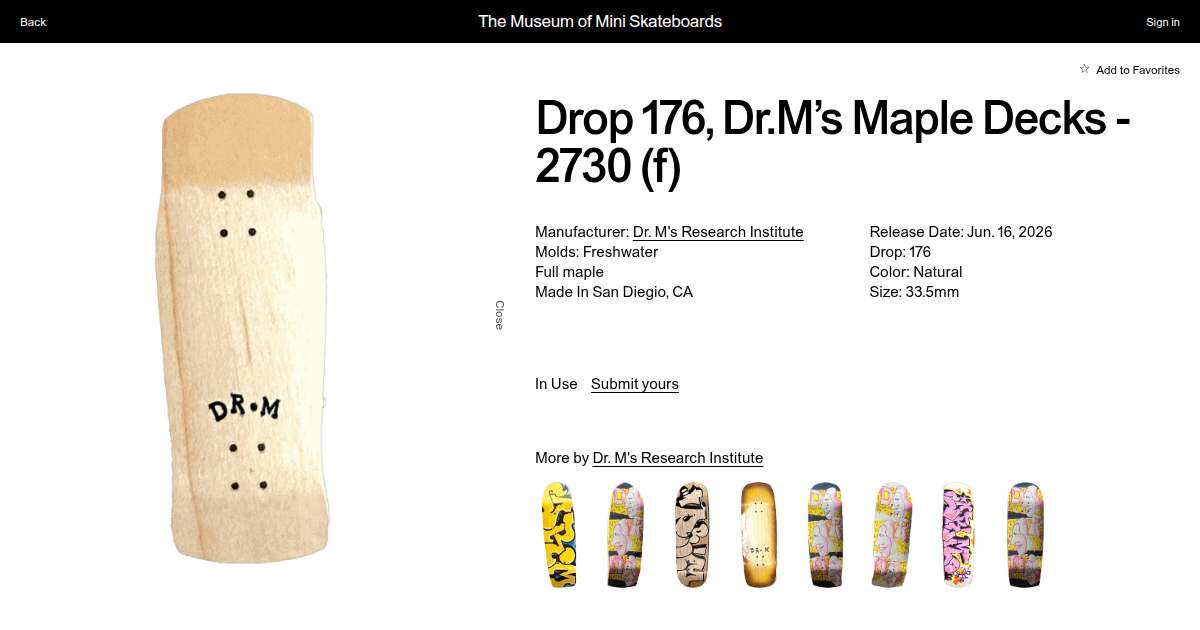 Back
The Museum of Mini Skateboards
Sign in
☆ Add to Favorites
Drop 176, Dr.M’s Maple Decks -
2730 (f)
Manufacturer: Dr. M's Research Institute
Molds: Freshwater
Full maple
Made In San Diegio, CA
Release Date: Jun. 16, 2026
Drop: 176
Color: Natural
Size: 33.5mm
Close
DR•M
In Use Submit yours
More by Dr. M's Research Institute
DR•M